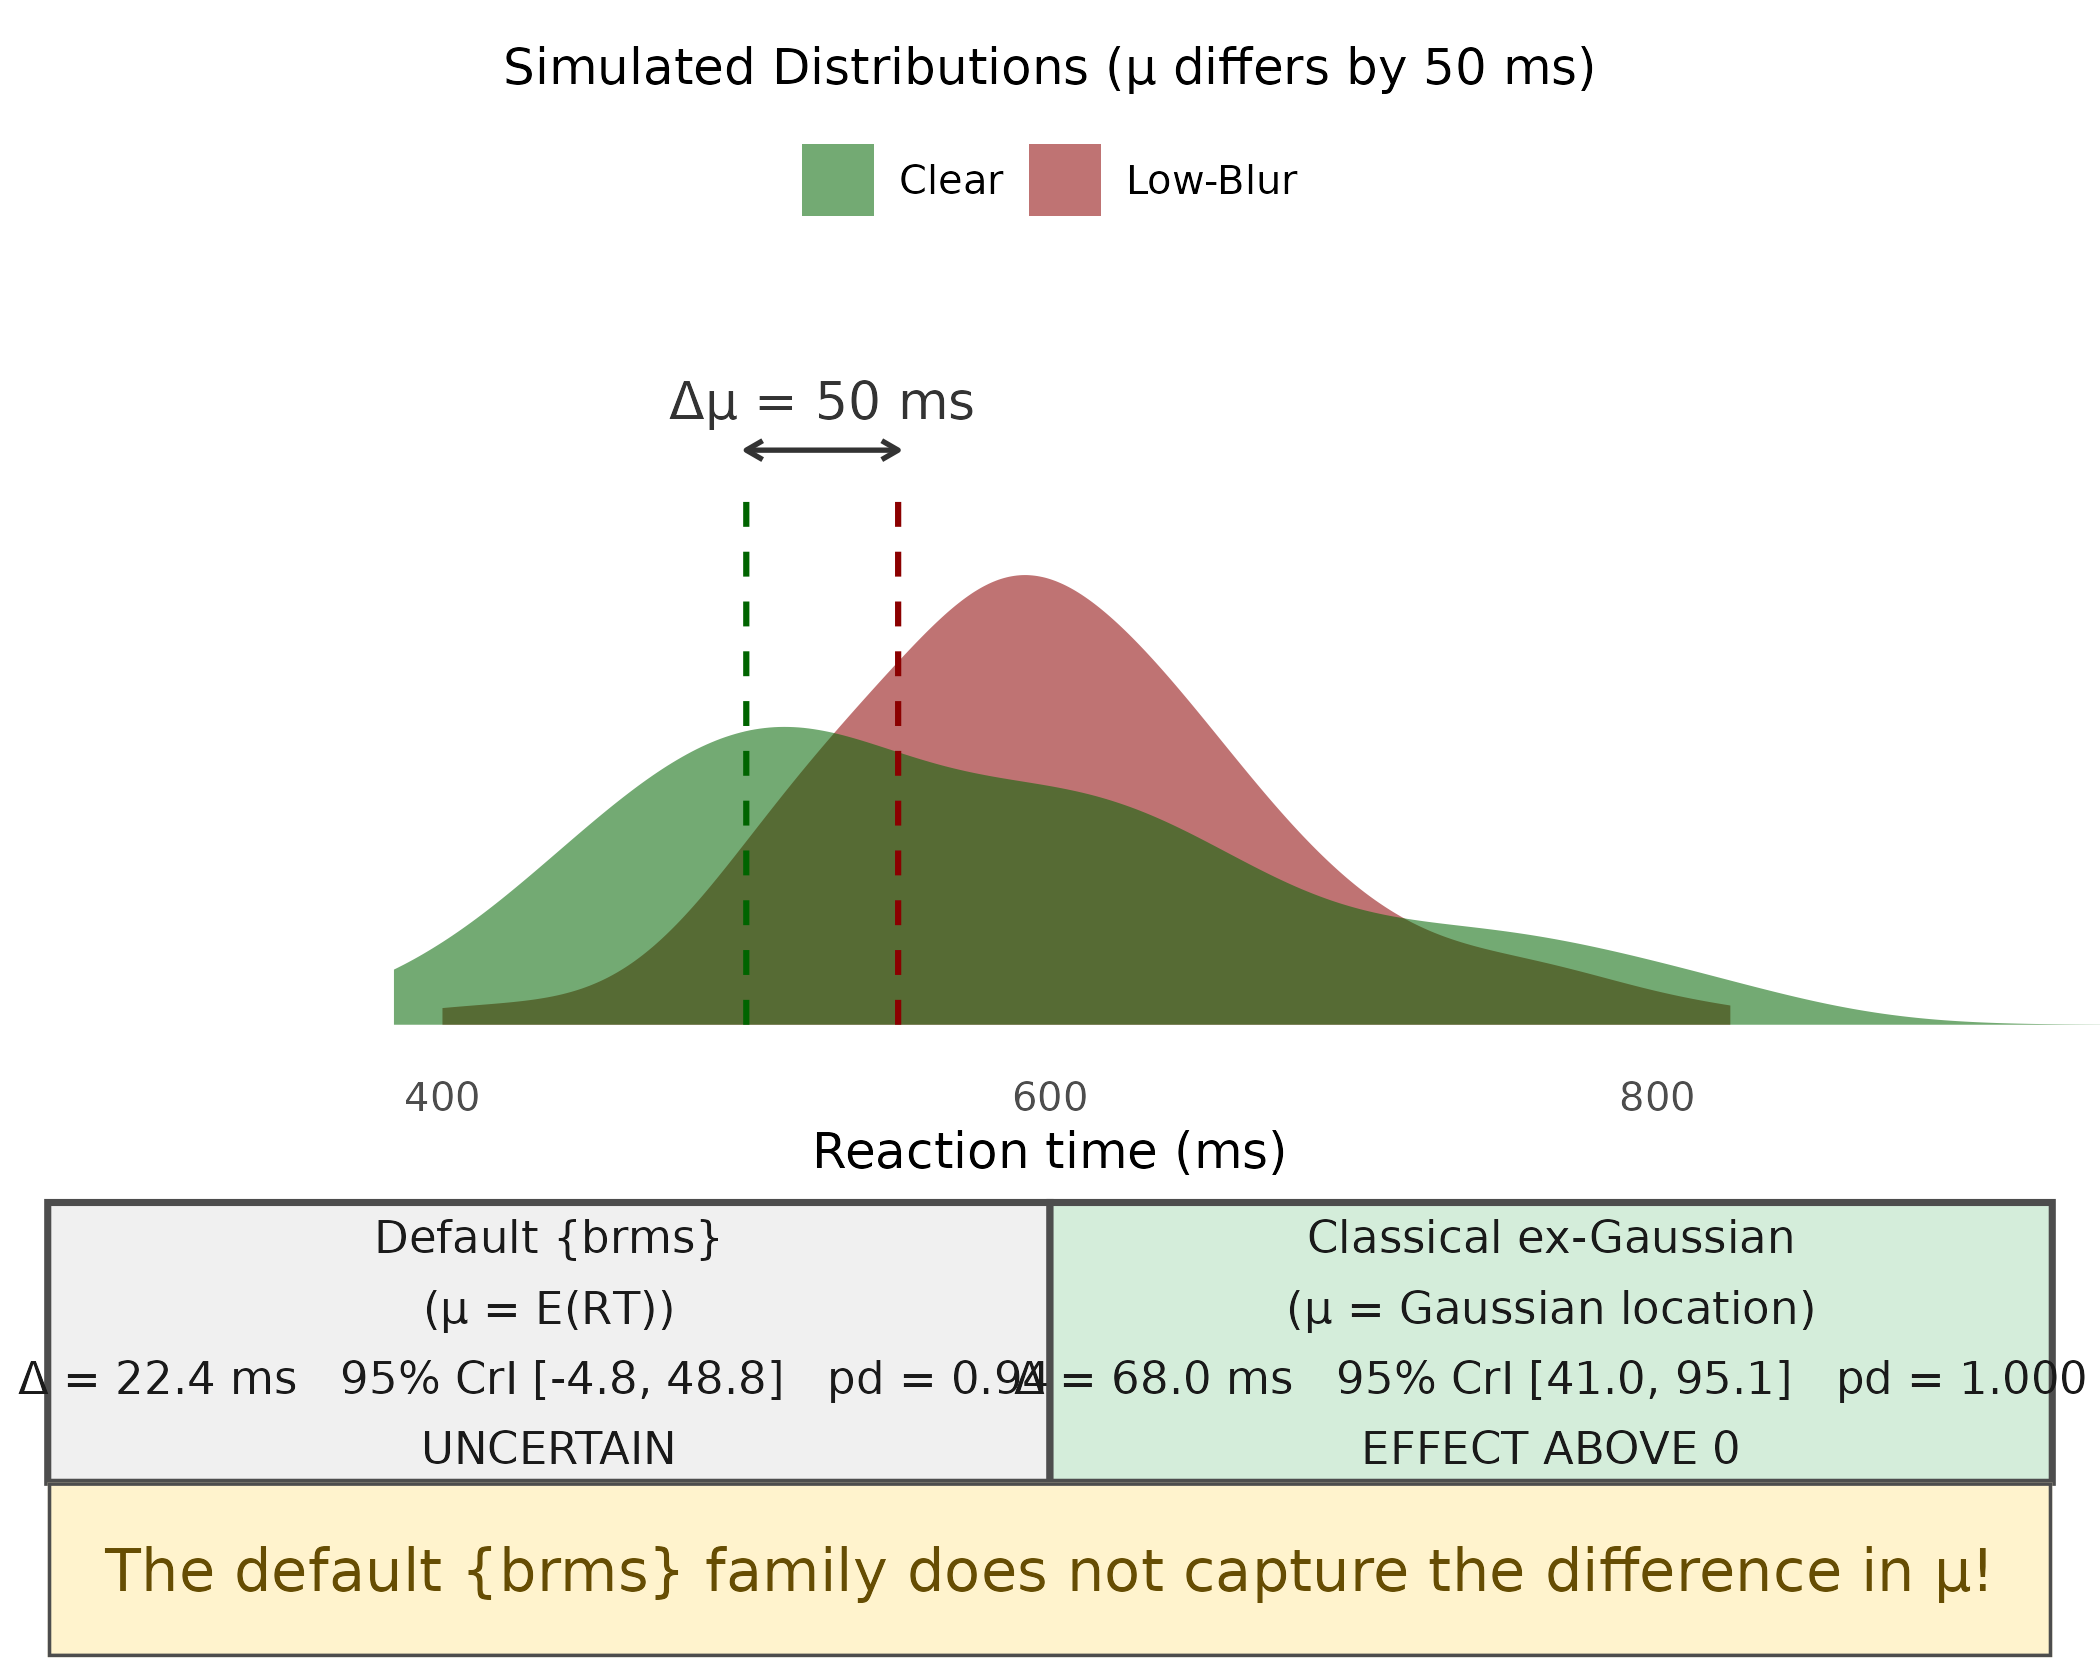 Simulated Distributions (μ differs by 50 ms)
Clear
Low-Blur
Δμ = 50 ms
400
600
800
Reaction time (ms)
Default {brms}
(μ = E(RT))
Δ = 22.4 ms   95% CrI [-4.8, 48.8]   pd = 0.94
UNCERTAIN
Classical ex-Gaussian
(μ = Gaussian location)
Δ = 68.0 ms   95% CrI [41.0, 95.1]   pd = 1.000
EFFECT ABOVE 0
The default {brms} family does not capture the difference in μ!